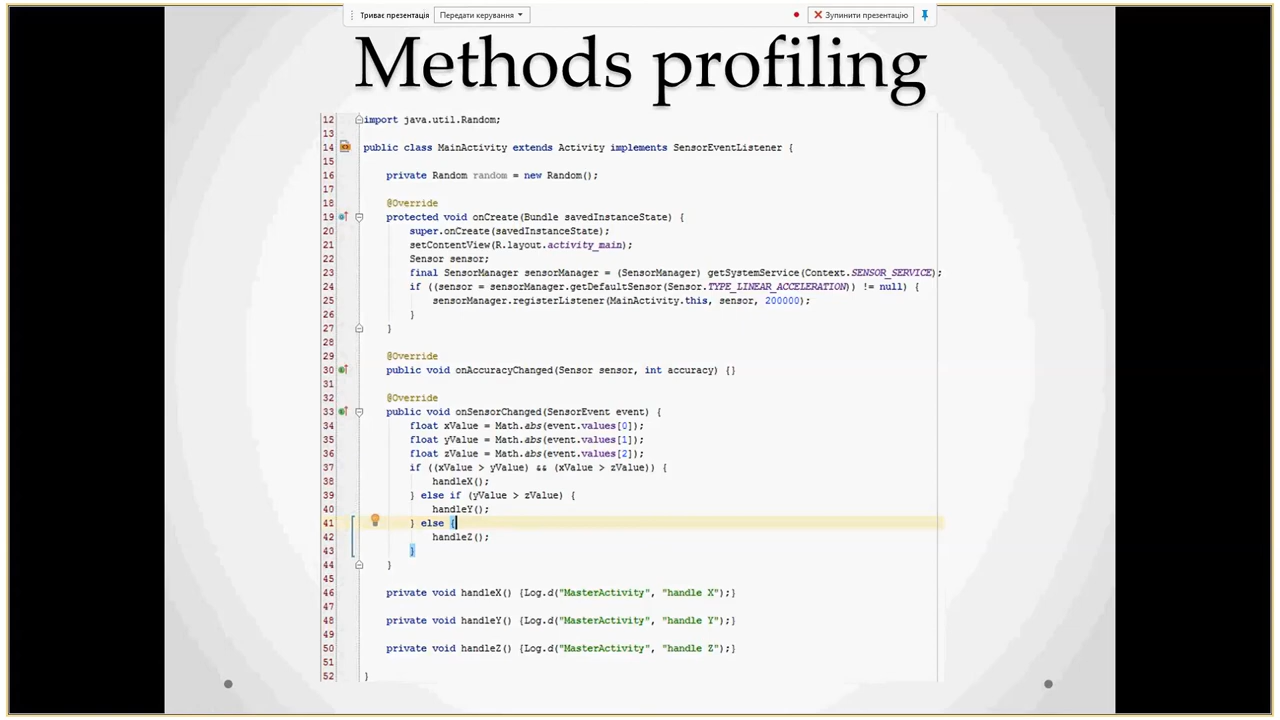 Триває презентація Передати керування Зупинити презентацію
Methods profiling
12 import java.util.Random;
13
14 public class MainActivity extends Activity implements SensorEventListener {
15
16 private Random random = new Random();
17
18 @Override
19 protected void onCreate(Bundle savedInstanceState) {
20 super.onCreate(savedInstanceState);
21 setContentView(R.layout.activity_main);
22 Sensor sensor;
23 final SensorManager sensorManager = (SensorManager) getSystemService(Context.SENSOR_SERVICE);
24 if ((sensor = sensorManager.getDefaultSensor(Sensor.TYPE_LINEAR_ACCELERATION)) != null) {
25 sensorManager.registerListener(MainActivity.this, sensor, 200000);
26 }
27 }
28
29 @Override
30 public void onAccuracyChanged(Sensor sensor, int accuracy) {}
31
32 @Override
33 public void onSensorChanged(SensorEvent event) {
34 float xValue = Math.abs(event.values[0]);
35 float yValue = Math.abs(event.values[1]);
36 float zValue = Math.abs(event.values[2]);
37 if ((xValue > yValue) && (xValue > zValue)) {
38 handleX();
39 } else if (yValue > zValue) {
40 handleY();
41 } else {
42 handleZ();
43 }
44 }
45
46 private void handleX() {Log.d("MasterActivity", "handle X");}
47
48 private void handleY() {Log.d("MasterActivity", "handle Y");}
49
50 private void handleZ() {Log.d("MasterActivity", "handle Z");}
51
52 }